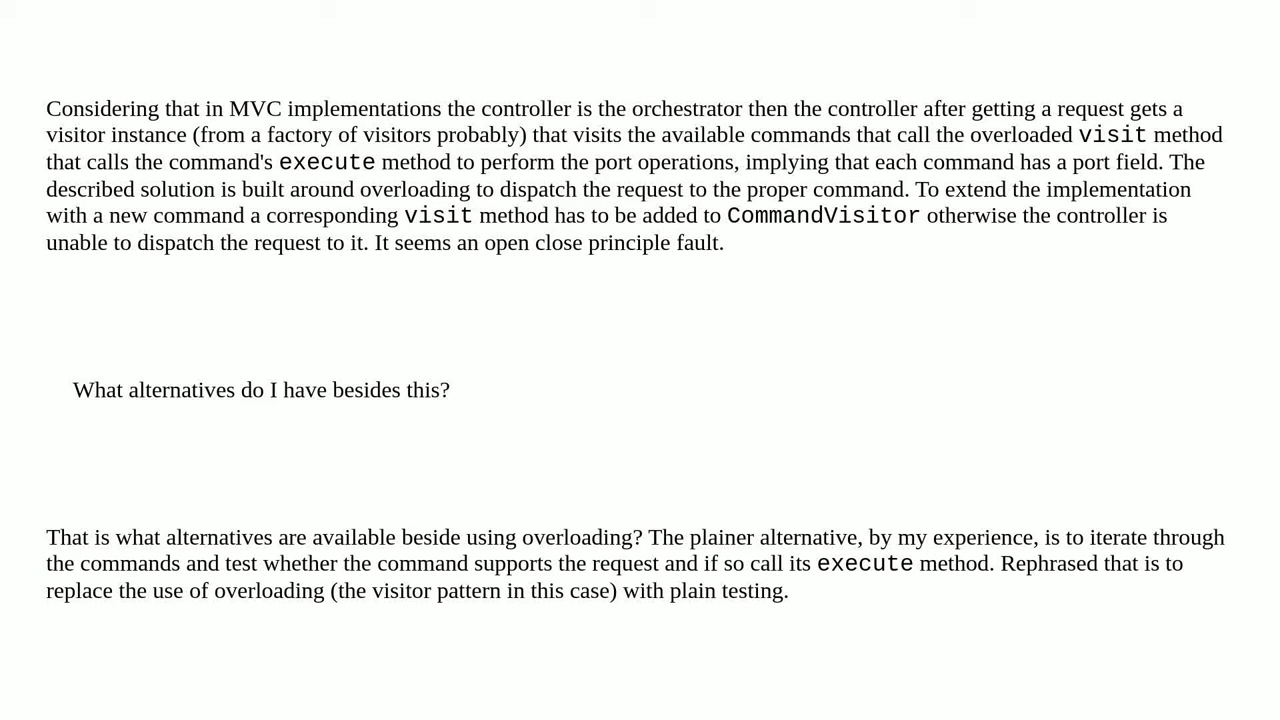 Considering that in MVC implementations the controller is the orchestrator then the controller after getting a request gets a
visitor instance (from a factory of visitors probably) that visits the available commands that call the overloaded visit method
that calls the command's execute method to perform the port operations, implying that each command has a port field. The
described solution is built around overloading to dispatch the request to the proper command. To extend the implementation
with a new command a corresponding visit method has to be added to CommandVisitor otherwise the controller is
unable to dispatch the request to it. It seems an open close principle fault.
What alternatives do I have besides this?
That is what alternatives are available beside using overloading? The plainer alternative, by my experience, is to iterate through
the commands and test whether the command supports the request and if so call its execute method. Rephrased that is to
replace the use of overloading (the visitor pattern in this case) with plain testing.